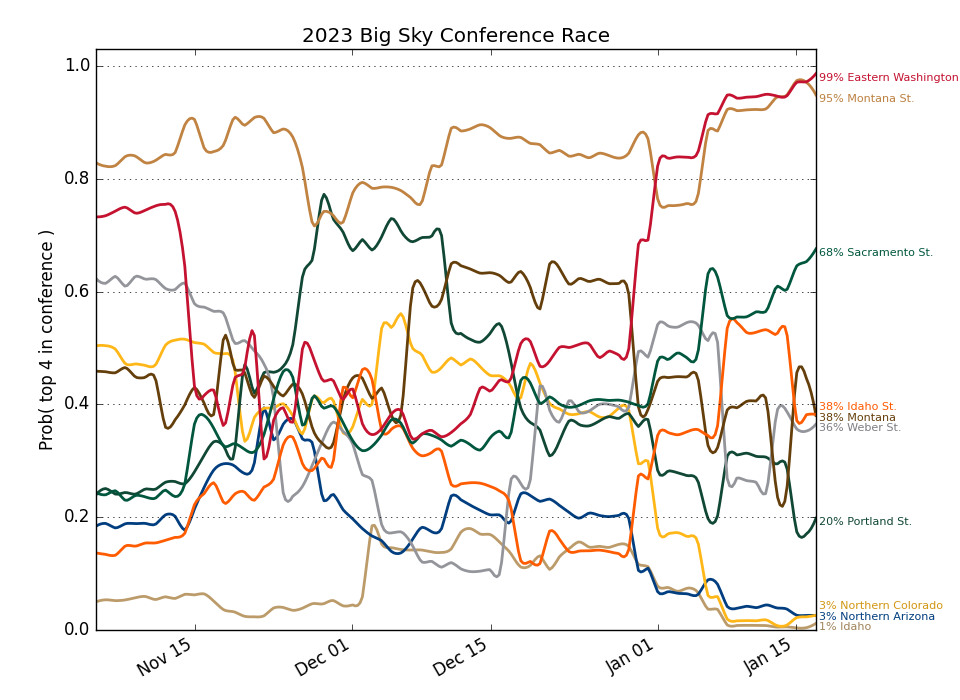 2023 Big Sky Conference Race
Prob( top 4 in conference )
1.0
0.8
0.6
0.4
0.2
0.0
Nov 15
Dec 01
Dec 15
Jan 01
Jan 15
99% Eastern Washington
95% Montana St.
68% Sacramento St.
38% Idaho St.
38% Montana
36% Weber St.
20% Portland St.
3% Northern Colorado
3% Northern Arizona
1% Idaho